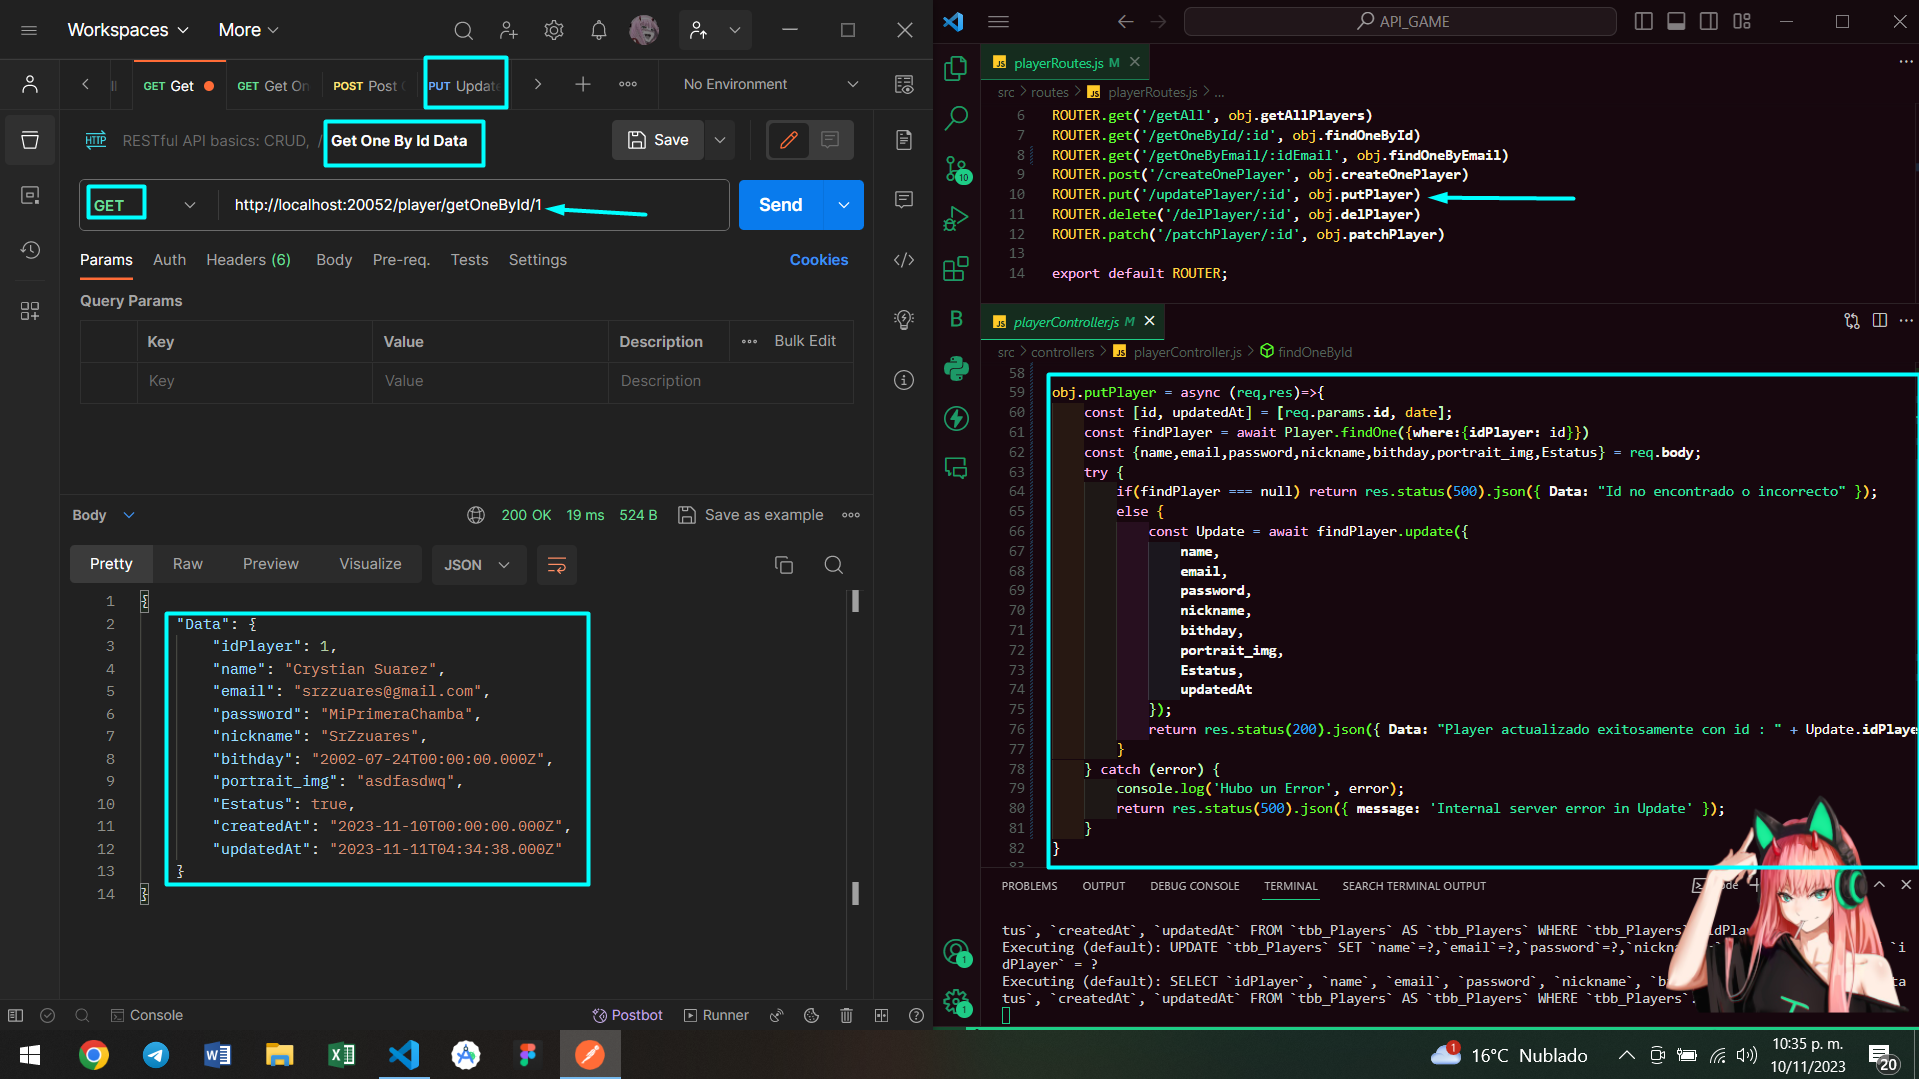 Workspaces
More
GET Get
GET Get On
POST Post
PUT Update
No Environment
RESTful API basics: CRUD, / Get One By Id Data
Save
GET
http://localhost:20052/player/getOneById/1
Send
Params
Auth
Headers (6)
Body
Pre-req.
Tests
Settings
Cookies
Query Params
Key Value Description Bulk Edit
Key Value Description
Body
200 OK 19 ms 524 B
Save as example
Pretty
Raw
Preview
Visualize
JSON
1 {
2 "Data": {
3 "idPlayer": 1,
4 "name": "Crystian Suarez",
5 "email": "srzzuares@gmail.com",
6 "password": "MiPrimeraChamba",
7 "nickname": "SrZzuares",
8 "bithday": "2002-07-24T00:00:00.000Z",
9 "portrait_img": "asdfasdwq",
10 "Estatus": true,
11 "createdAt": "2023-11-10T00:00:00.000Z",
12 "updatedAt": "2023-11-11T04:34:38.000Z"
13 }
14 }
Console
Postbot
Runner
API_GAME
playerRoutes.js M
src > routes > playerRoutes.js > ...
6 ROUTER.get('/getAll', obj.getAllPlayers)
7 ROUTER.get('/getOneById/:id', obj.findOneById)
8 ROUTER.get('/getOneByEmail/:idEmail', obj.findOneByEmail)
9 ROUTER.post('/createOnePlayer', obj.createOnePlayer)
10 ROUTER.put('/updatePlayer/:id', obj.putPlayer)
11 ROUTER.delete('/delPlayer/:id', obj.delPlayer)
12 ROUTER.patch('/patchPlayer/:id', obj.patchPlayer)
13
14 export default ROUTER;
10
playerController.js M
src > controllers > playerController.js > findOneById
58
59 obj.putPlayer = async (req,res)=>{
60 const [id, updatedAt] = [req.params.id, date];
61 const findPlayer = await Player.findOne({where:{idPlayer: id}})
62 const {name,email,password,nickname,bithday,portrait_img,Estatus} = req.body;
63 try {
64 if(findPlayer === null) return res.status(500).json({ Data: "Id no encontrado o incorrecto" });
65 else {
66 const Update = await findPlayer.update({
67 name,
68 email,
69 password,
70 nickname,
71 bithday,
72 portrait_img,
73 Estatus,
74 updatedAt
75 });
76 return res.status(200).json({ Data: "Player actualizado exitosamente con id : " + Update.idPlaye
77 }
78 } catch (error) {
79 console.log('Hubo un Error', error);
80 return res.status(500).json({ message: 'Internal server error in Update' });
81 }
82 }
83
PROBLEMS
OUTPUT
DEBUG CONSOLE
TERMINAL
SEARCH TERMINAL OUTPUT
tus`, `createdAt`, `updatedAt` FROM `tbb_Players` AS `tbb_Players` WHERE `tbb_Players`
Executing (default): UPDATE `tbb_Players` SET `name`=?,`email`=?,`password`=?, `i
dPlayer` = ?
Executing (default): SELECT `idPlayer`, `name`, `email`, `password`, `nickname`, ta
tus`, `createdAt`, `updatedAt` FROM `tbb_Players` AS `tbb_Players` WHERE `tbb_Players`.
1
1
1
16°C Nublado
10:35 p. m.
10/11/2023
20